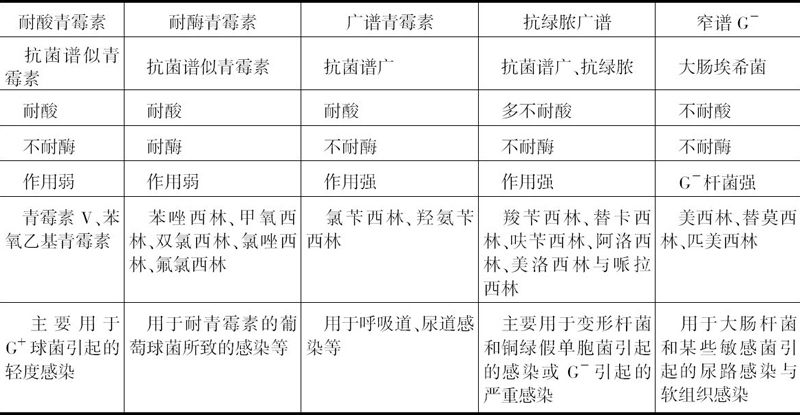 耐酸青霉素 耐酶青霉素 广谱青霉素 抗绿脓广谱 窄谱 G⁻
抗菌谱似青
霉素
抗菌谱似青霉素
抗菌谱广
抗菌谱广、抗绿脓
大肠埃希菌
耐酸 耐酸 耐酸 多不耐酸 不耐酸
不耐酶 耐酶 不耐酶 不耐酶 不耐酶
作用弱 作用弱 作用强 作用强 G⁻杆菌强
青霉素 V、苯
氧乙基青霉素
苯唑西林、甲氧西
林、双氯西林、氯唑西
林、氟氯西林
氯苄西林、羟氨苄
西林
羧苄西林、替卡西
林、呋苄西林、阿洛西
林、美洛西林与哌拉
西林
美西林、替莫西
林、匹美西林
主要用于
G⁺球菌引起的
轻度感染
用于耐青霉素的葡
萄球菌所致的感染等
用于呼吸道、尿道感
染等
主要用于变形杆菌
和铜绿假单胞菌引起
的感染或 G⁻引起的
严重感染
用于大肠杆菌
和某些敏感菌引
起的尿路感染与
软组织感染